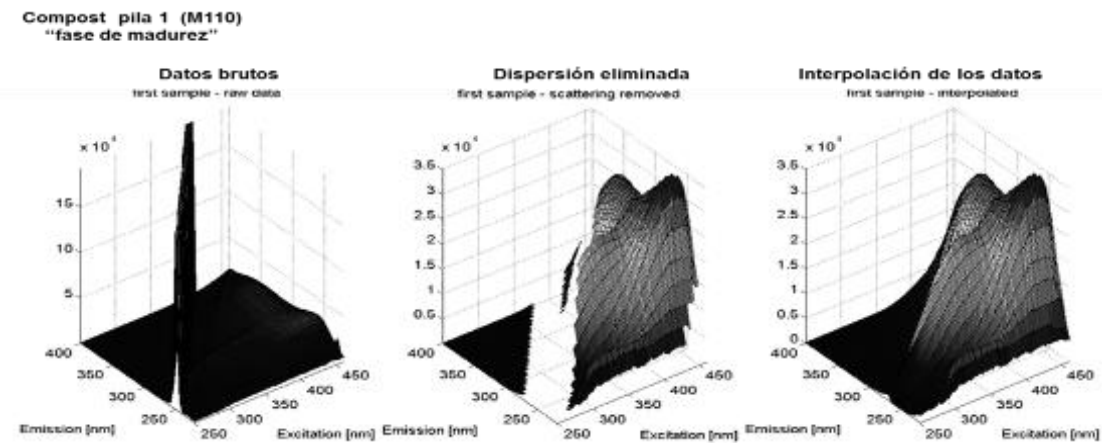 Compost pila 1 (M110)
“fase de madurez”
Datos brutos
first sample - raw data
x 10
15
10
5
400
350
300
250
250
300
350
400
450
Emission [nm]
Excitation [nm]
Dispersión eliminada
first sample - scattering removed
x 10
3.5
3
2.5
2
1.5
1
0.5
400
350
300
250
250
300
350
400
450
Emission [nm]
Excitation [nm]
Interpolación de los datos
first sample - interpolated
x 10
3.5
3
2.5
2
1.5
1
0.5
0
400
350
300
250
250
300
350
400
450
Emission [nm]
Excitation [nm]